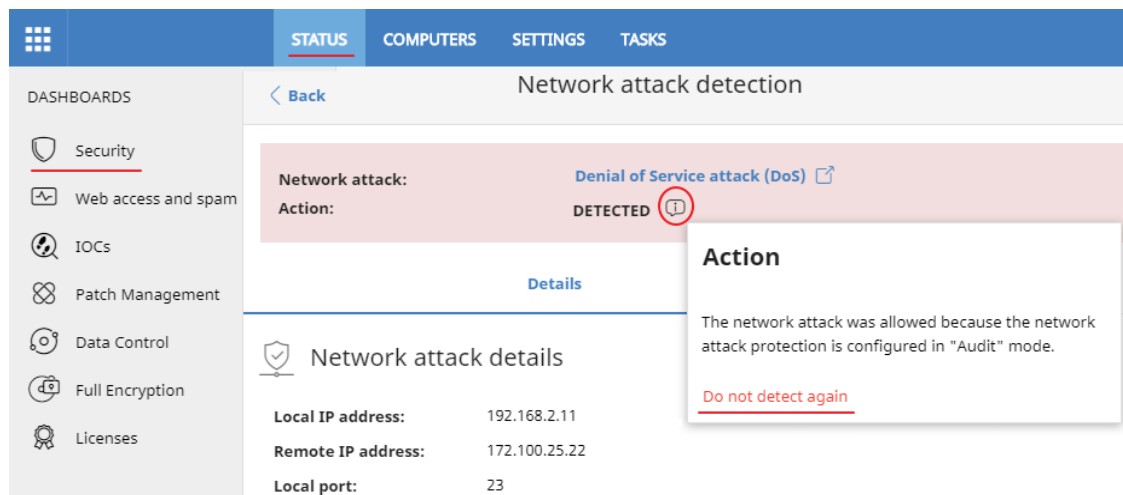 STATUS COMPUTERS SETTINGS TASKS
DASHBOARDS
Security
Web access and spam
IOCs
Patch Management
Data Control
Full Encryption
Licenses
Back
Network attack detection
Network attack: Denial of Service attack (DoS)
Action: DETECTED
Details
Action
The network attack was allowed because the network
attack protection is configured in "Audit" mode.
Do not detect again
Network attack details
Local IP address: 192.168.2.11
Remote IP address: 172.100.25.22
Local port: 23